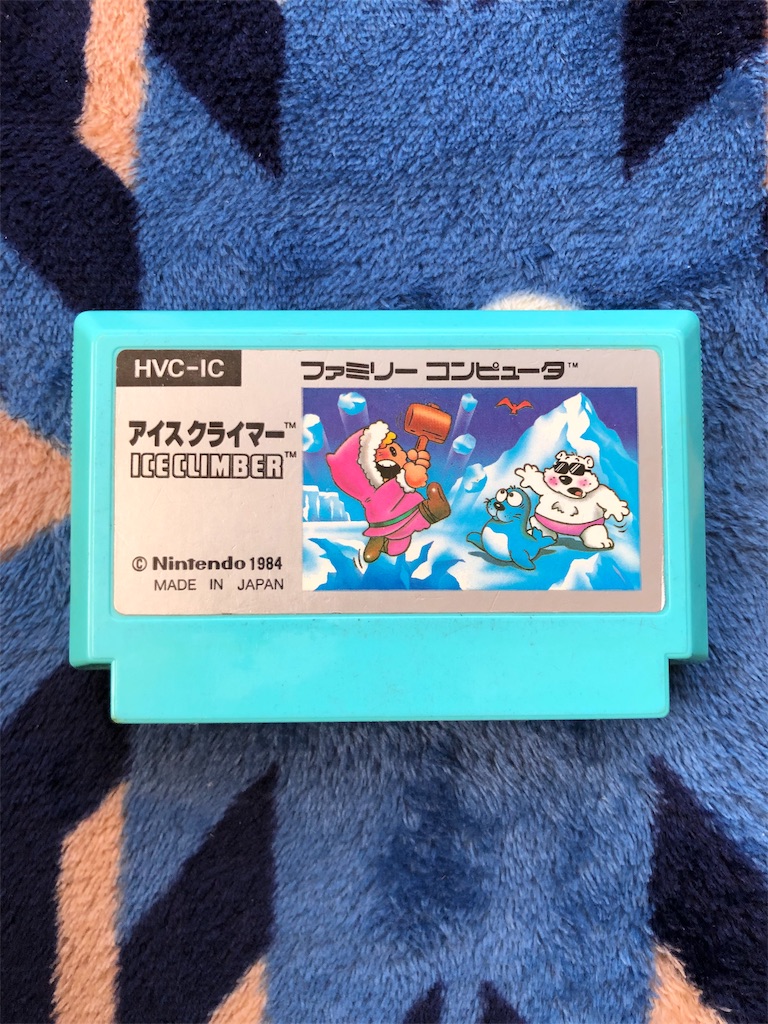 HVC-IC
ファミリー コンピュータ™
アイスクライマー™
ICE CLIMBER™
© Nintendo 1984
MADE IN JAPAN